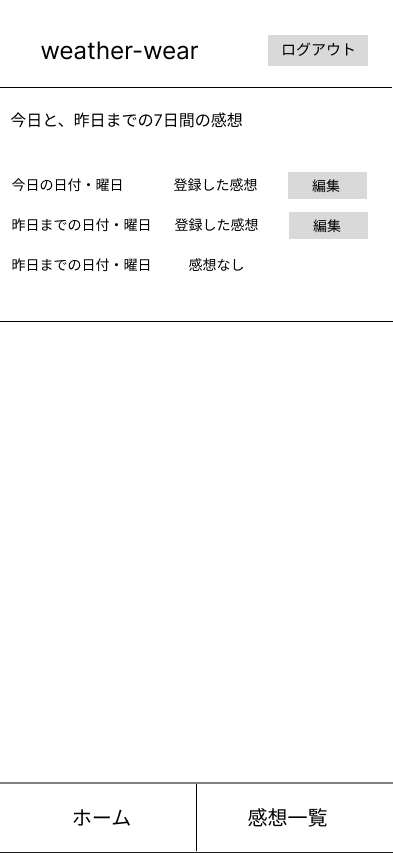 weather-wear ログアウト
今日と、昨日までの7日間の感想
今日の日付・曜日 登録した感想 編集
昨日までの日付・曜日 登録した感想 編集
昨日までの日付・曜日 感想なし
ホーム 感想一覧